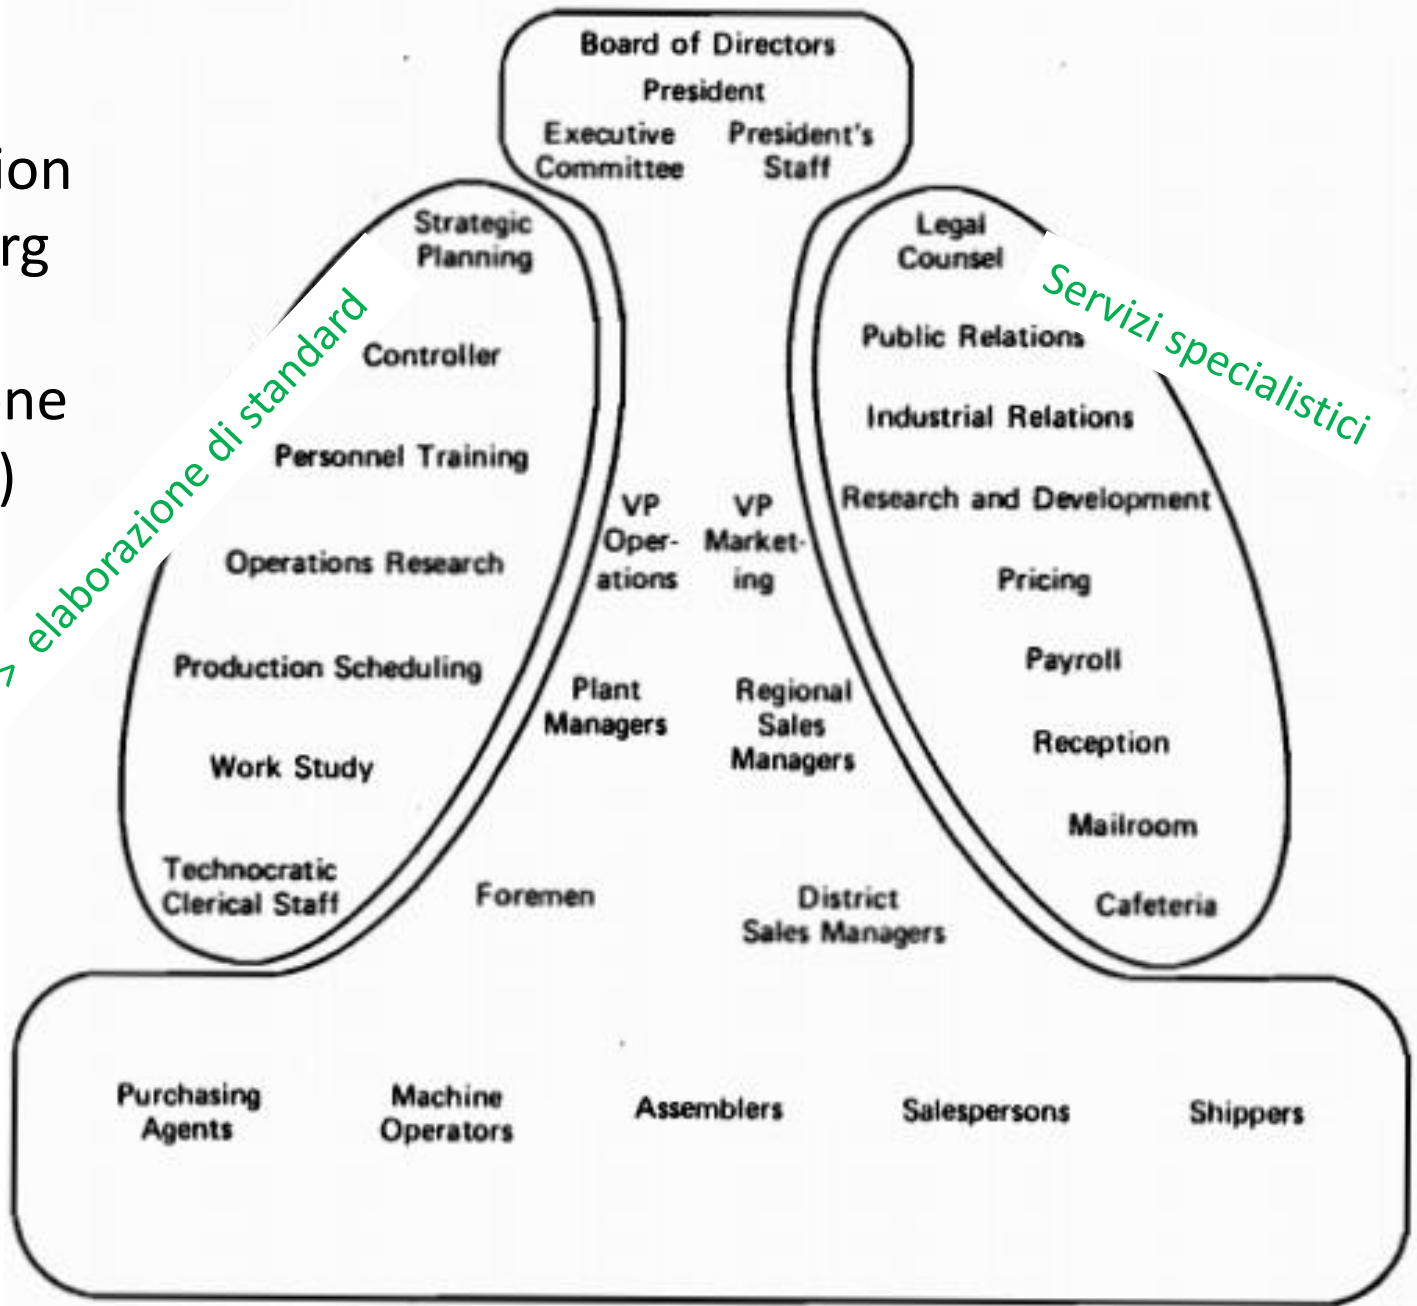 ion
rg
ne
)
Board of Directors
President
Executive
Committee
President's
Staff
Strategic
Planning
Controller
Personnel Training
Operations Research
Production Scheduling
Work Study
Technocratic
Clerical Staff
> elaborazione di standard
VP
Oper-
ations
VP
Market-
ing
Plant
Managers
Regional
Sales
Managers
Foremen
District
Sales Managers
Legal
Counsel
Public Relations
Industrial Relations
Research and Development
Pricing
Payroll
Reception
Mailroom
Cafeteria
Servizi specialistici
Purchasing
Agents
Machine
Operators
Assemblers
Salespersons
Shippers